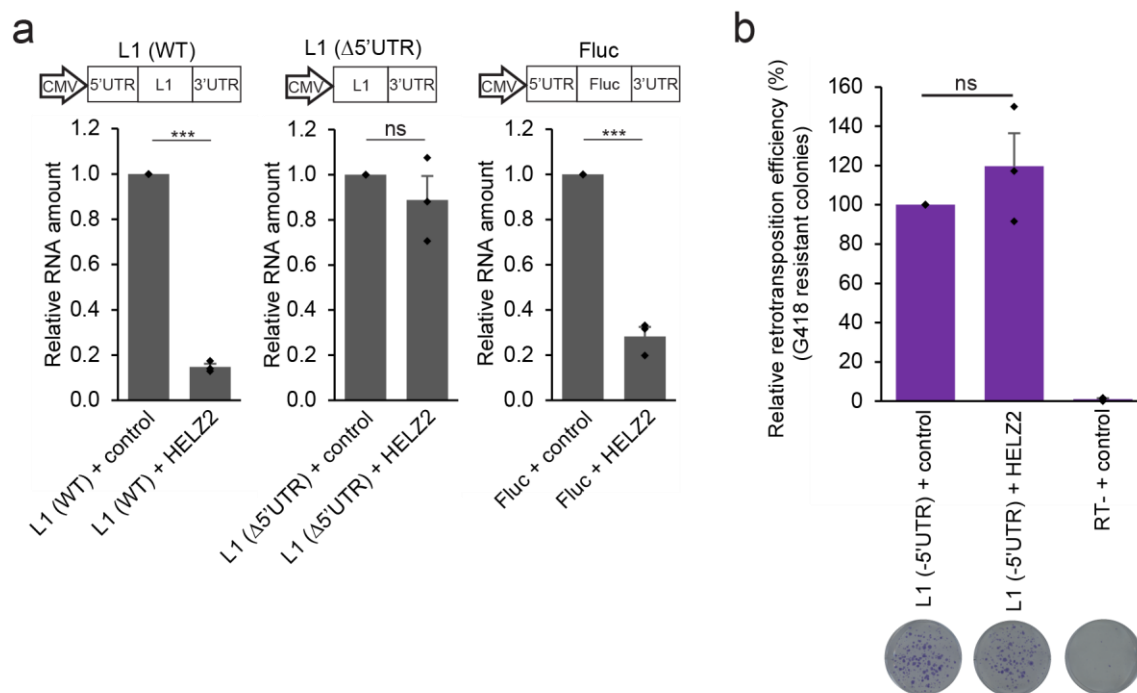 a
L1 (WT)
CMV 5'UTR L1 3'UTR
Relative RNA amount
1.2
1.0
0.8
0.6
0.4
0.2
0.0
***
L1 (WT) + control
L1 (WT) + HELZ2
L1 (Δ5'UTR)
CMV L1 3'UTR
Relative RNA amount
1.2
1.0
0.8
0.6
0.4
0.2
0.0
ns
L1 (Δ5'UTR) + control
L1 (Δ5'UTR) + HELZ2
Fluc
CMV 5'UTR Fluc 3'UTR
Relative RNA amount
1.2
1.0
0.8
0.6
0.4
0.2
0.0
***
Fluc + control
Fluc + HELZ2
b
Relative retrotransposition efficiency (%)
(G418 resistant colonies)
160
140
120
100
80
60
40
20
0
ns
L1 (-5'UTR) + control
L1 (-5'UTR) + HELZ2
RT- + control